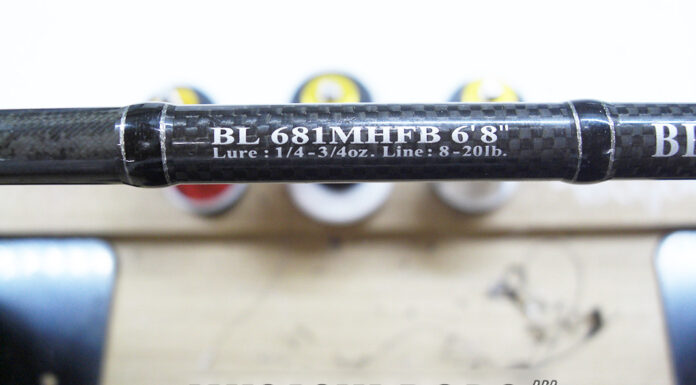 BL 681MHFB 6'8"
Lure : 1/4-3/4oz. Line : 8-20lb.